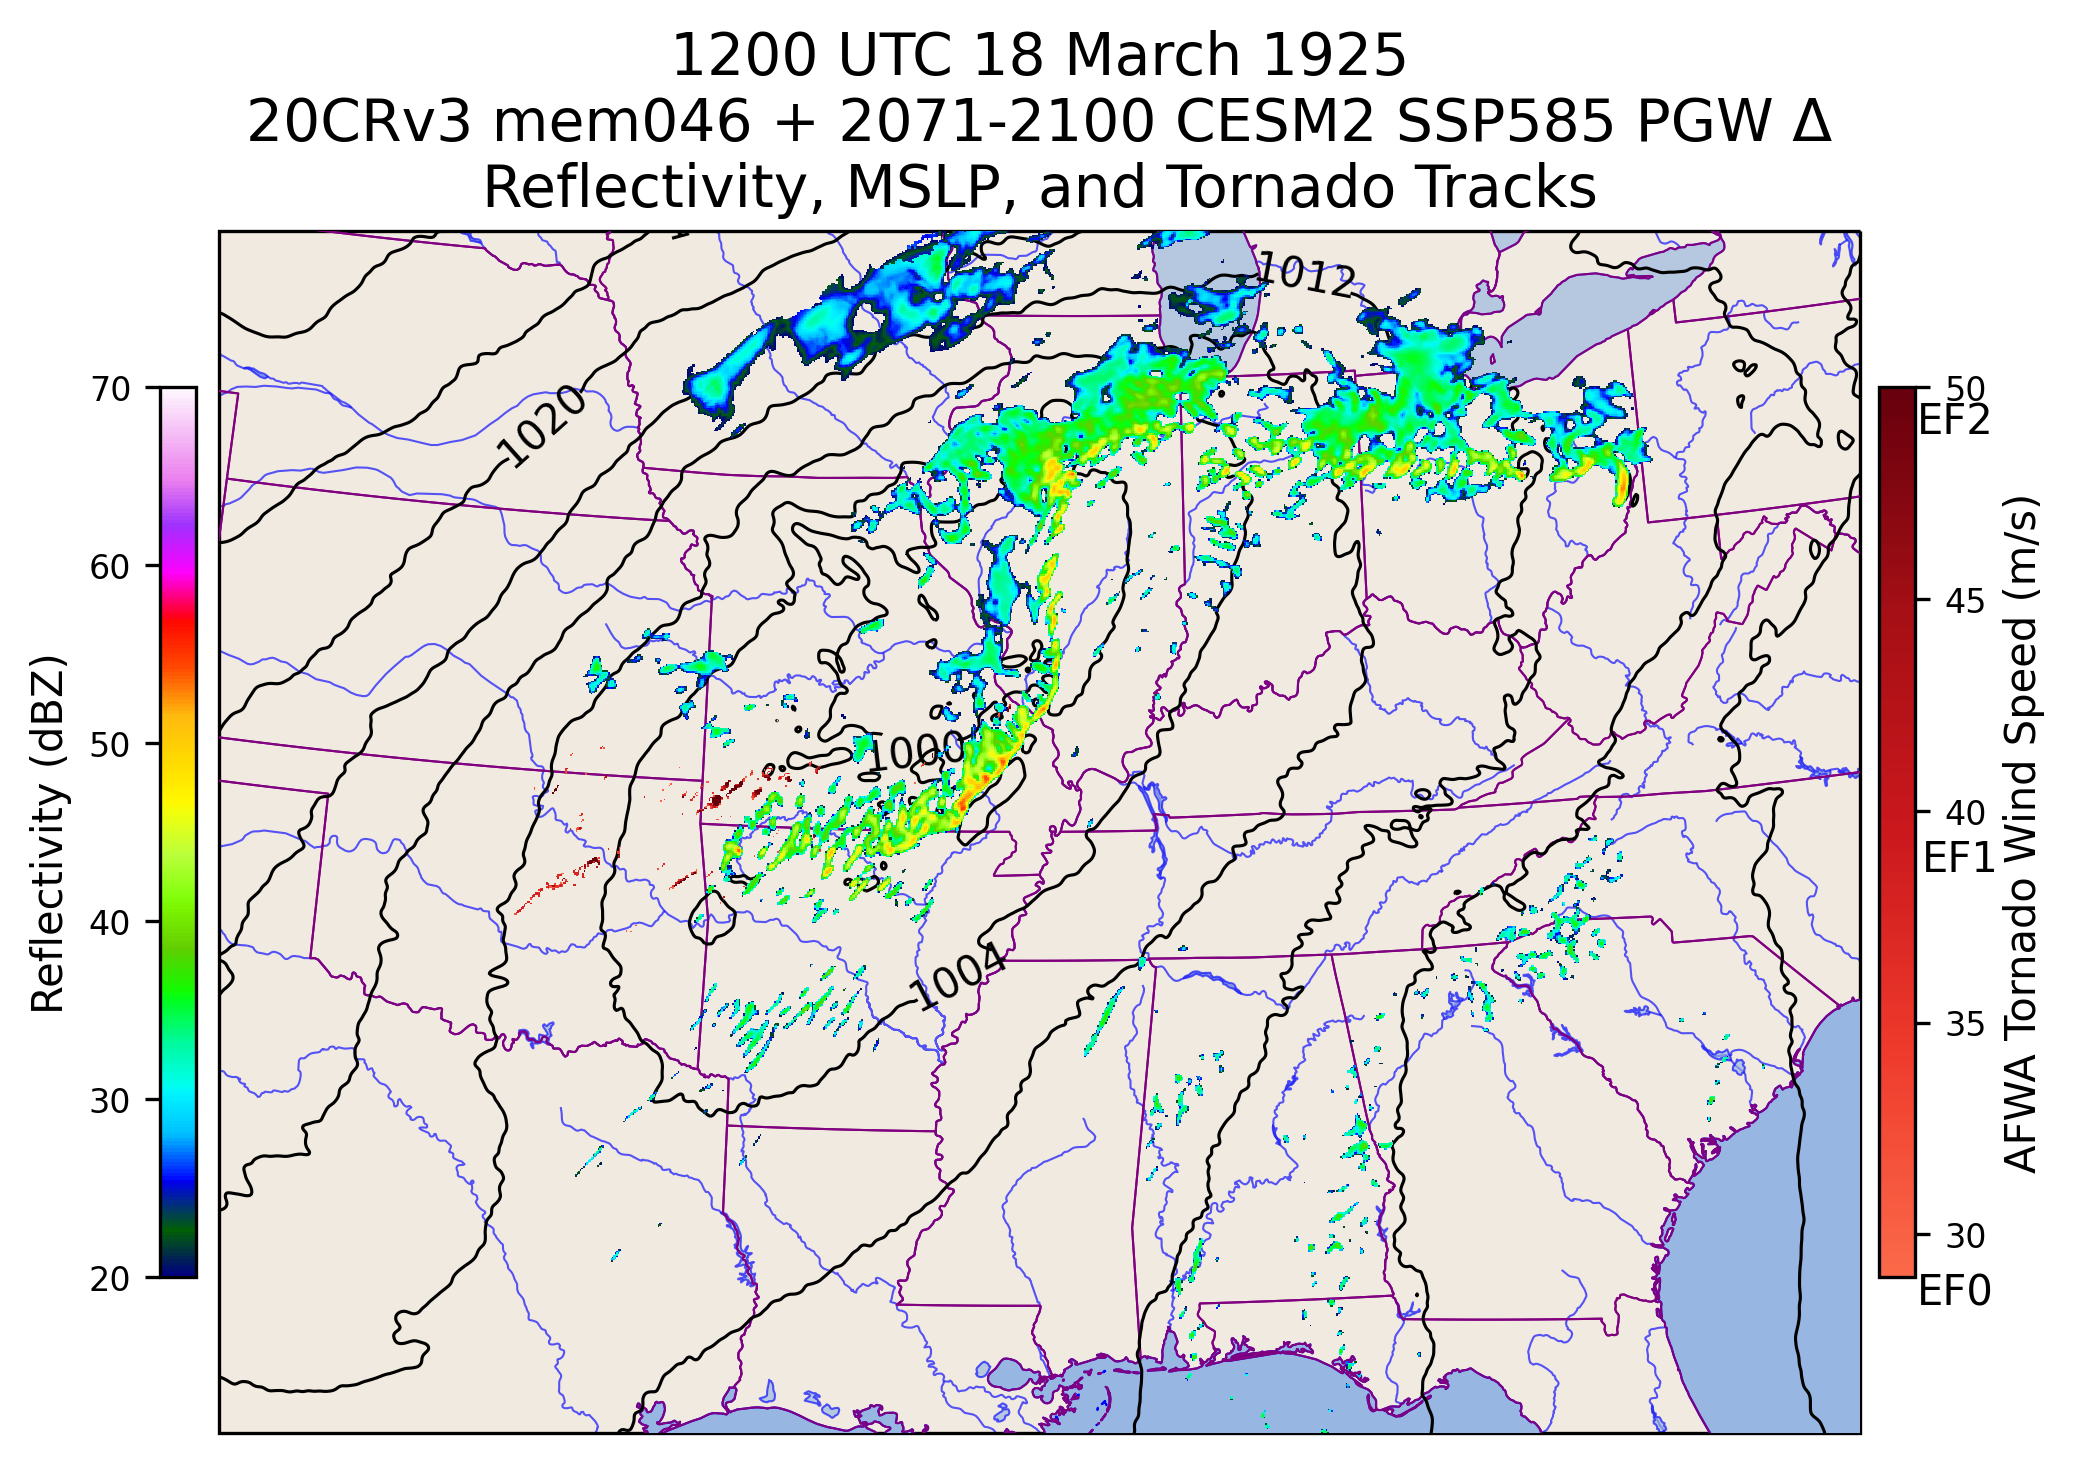 1200 UTC 18 March 1925
20CRv3 mem046 + 2071-2100 CESM2 SSP585 PGW Δ
Reflectivity, MSLP, and Tornado Tracks
1012
1020
1000
1004
70
60
50
40
30
20
Reflectivity (dBZ)
50
EF2
45
40
EF1
35
30
EF0
AFWA Tornado Wind Speed (m/s)